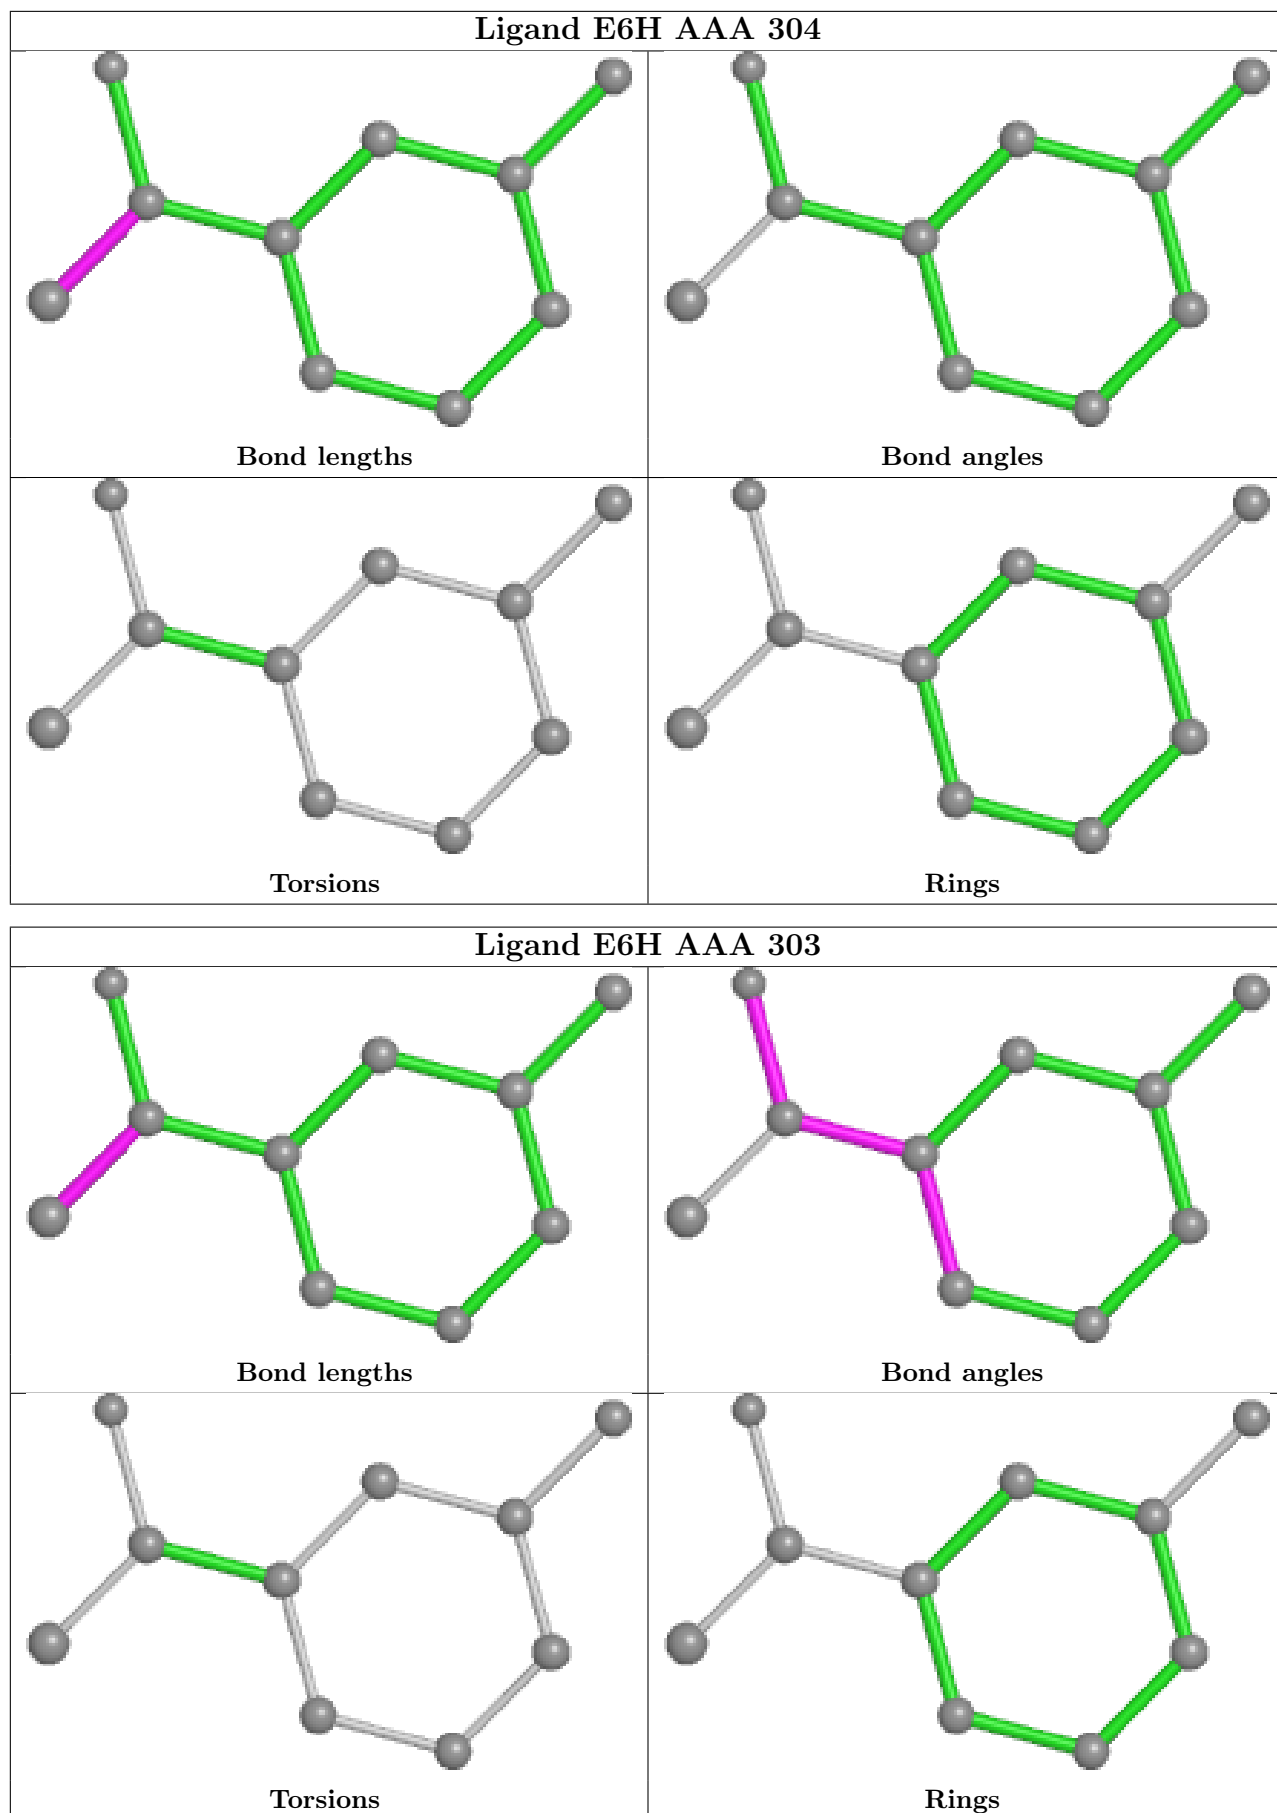 Ligand E6H AAA 304
Bond lengths
Bond angles
Torsions
Rings
Ligand E6H AAA 303
Bond lengths
Bond angles
Torsions
Rings